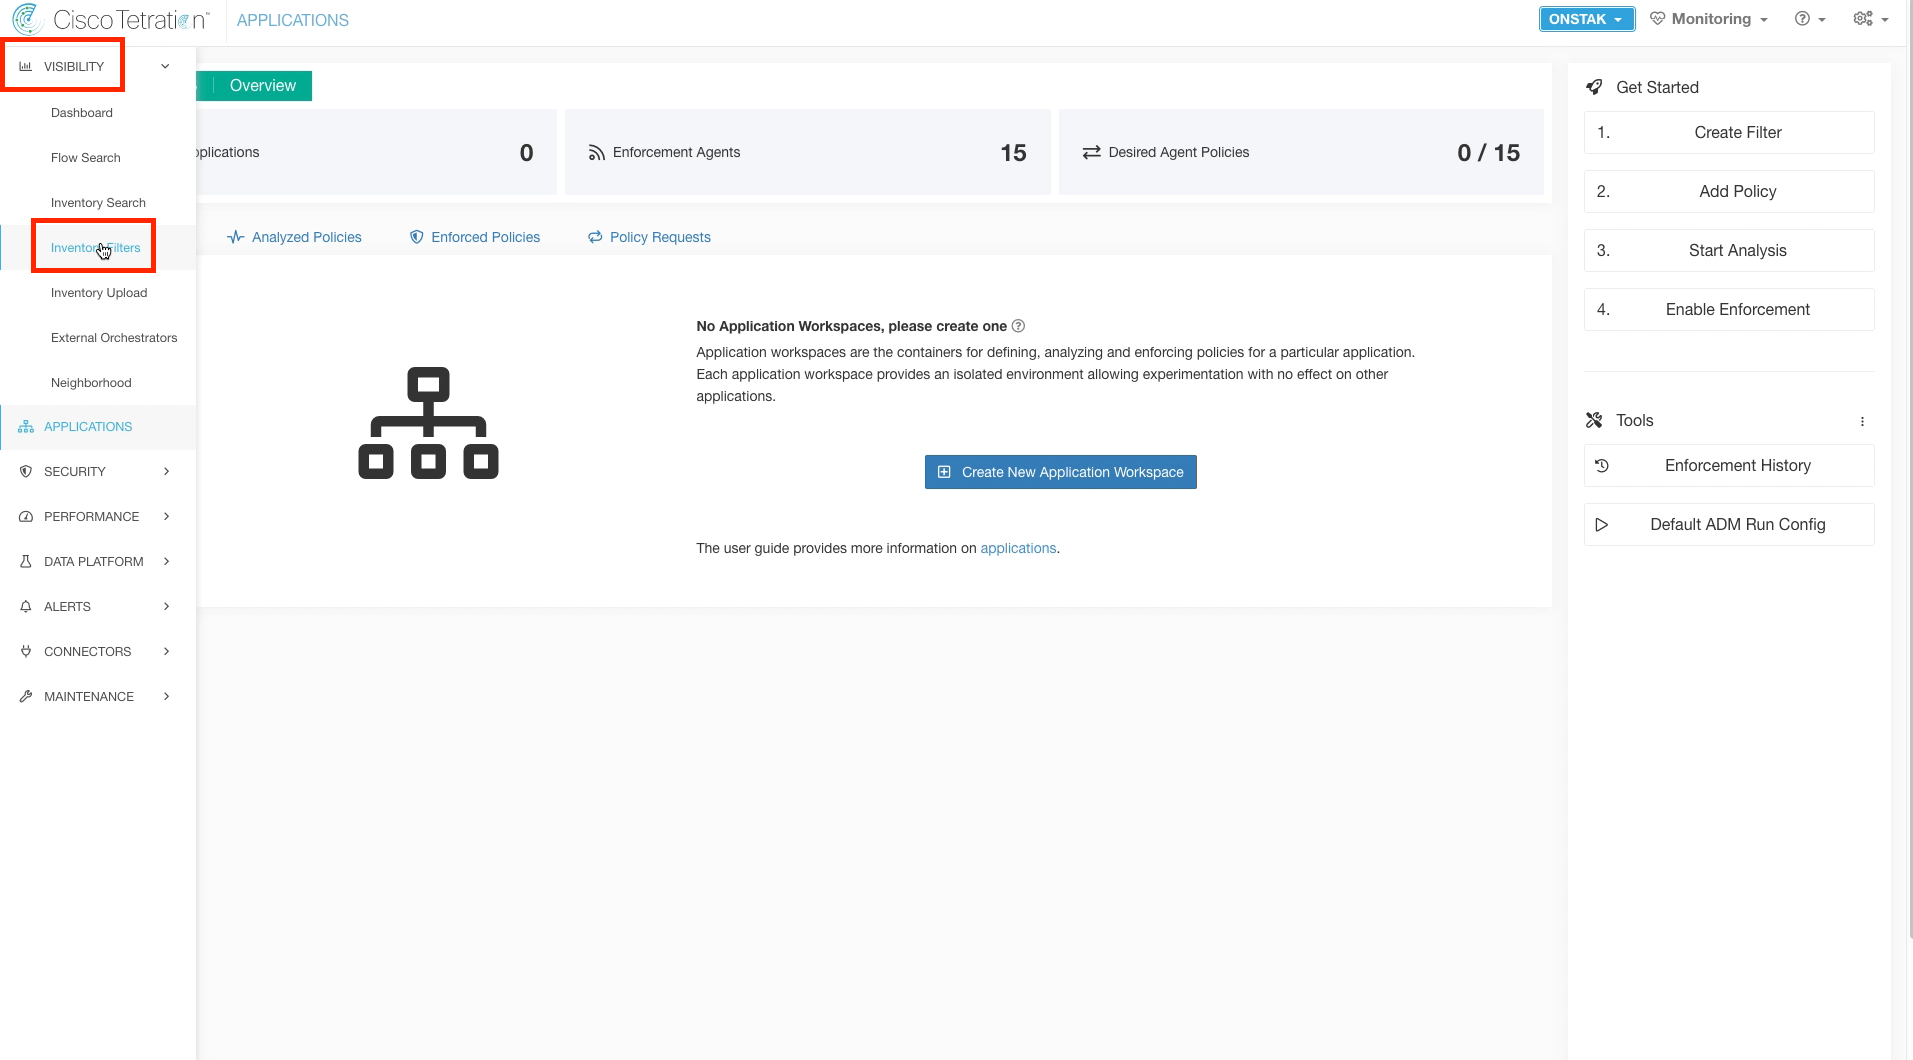 Cisco Tetration™
APPLICATIONS
ONSTAK
Monitoring
VISIBILITY
Dashboard
Flow Search
Inventory Search
Inventory Filters
Inventory Upload
External Orchestrators
Neighborhood
APPLICATIONS
SECURITY
PERFORMANCE
DATA PLATFORM
ALERTS
CONNECTORS
MAINTENANCE
Overview
plications 0
Enforcement Agents 15
Desired Agent Policies 0 / 15
Analyzed Policies
Enforced Policies
Policy Requests
No Application Workspaces, please create one
Application workspaces are the containers for defining, analyzing and enforcing policies for a particular application.
Each application workspace provides an isolated environment allowing experimentation with no effect on other
applications.
Create New Application Workspace
The user guide provides more information on applications.
Get Started
1. Create Filter
2. Add Policy
3. Start Analysis
4. Enable Enforcement
Tools
Enforcement History
Default ADM Run Config